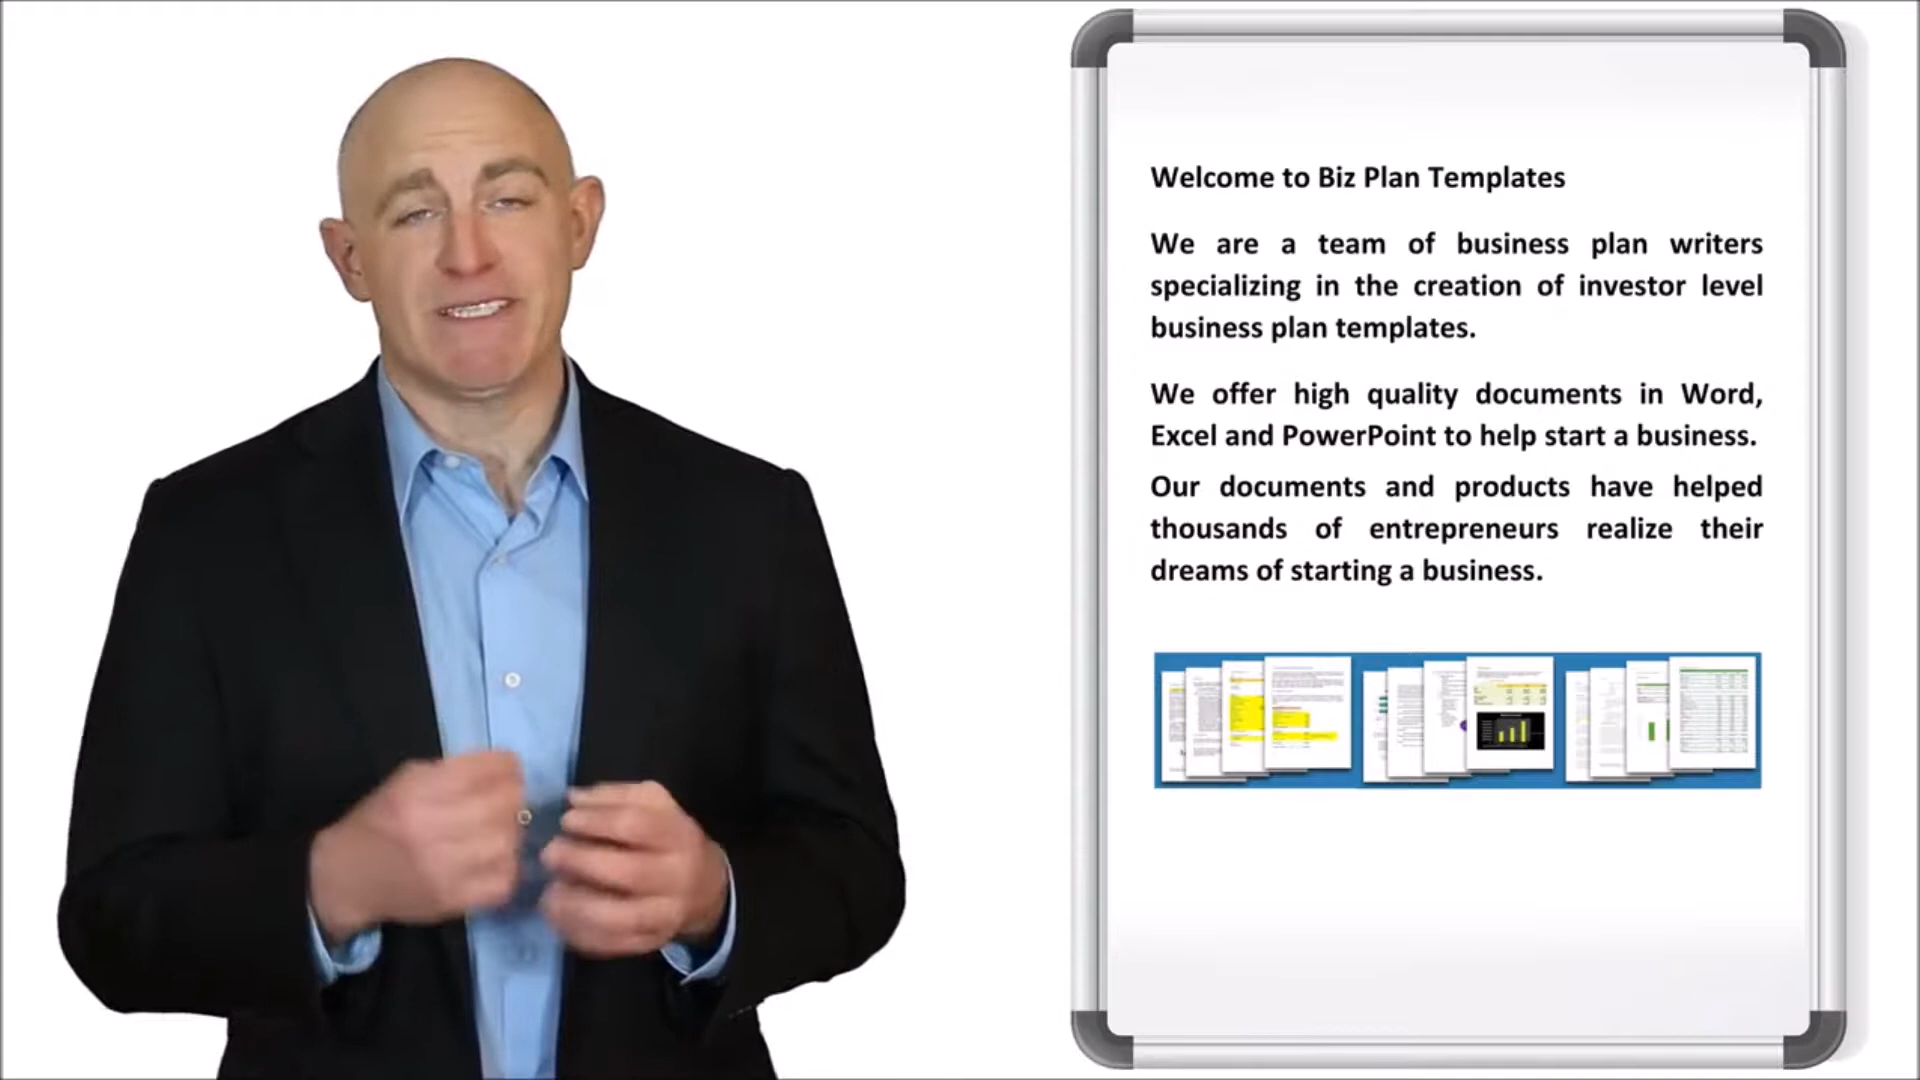 Welcome to Biz Plan Templates
We are a team of business plan writers
specializing in the creation of investor level
business plan templates.
We offer high quality documents in Word,
Excel and PowerPoint to help start a business.
Our documents and products have helped
thousands of entrepreneurs realize their
dreams of starting a business.